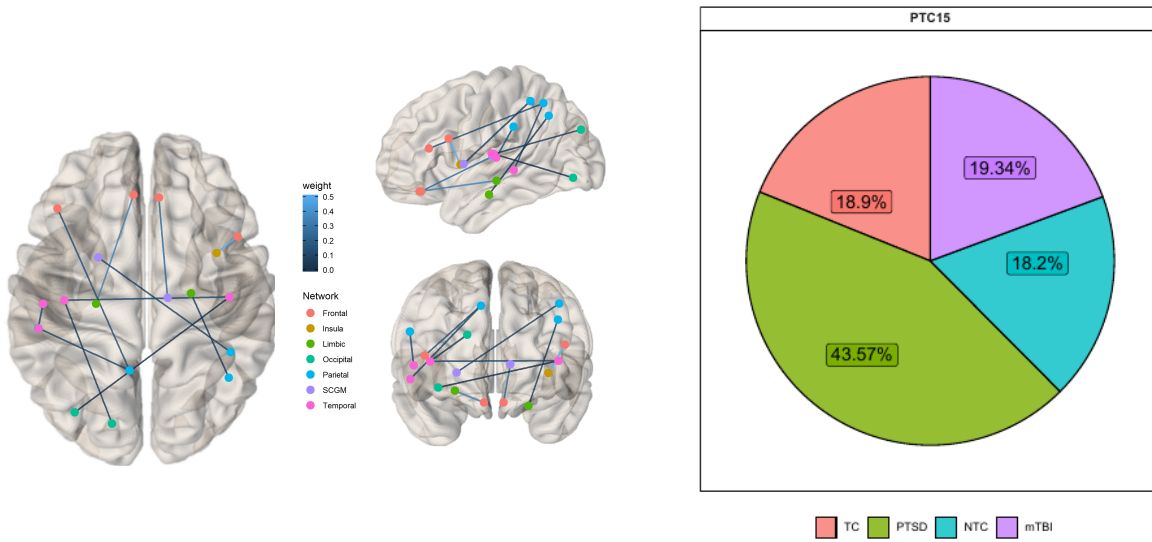 PTC15
weight
0.5
0.4
0.3
0.2
0.1
0.0
Network
Frontal
Insula
Limbic
Occipital
Parietal
SCGM
Temporal
19.34%
18.9%
18.2%
43.57%
TC PTSD NTC mTBI